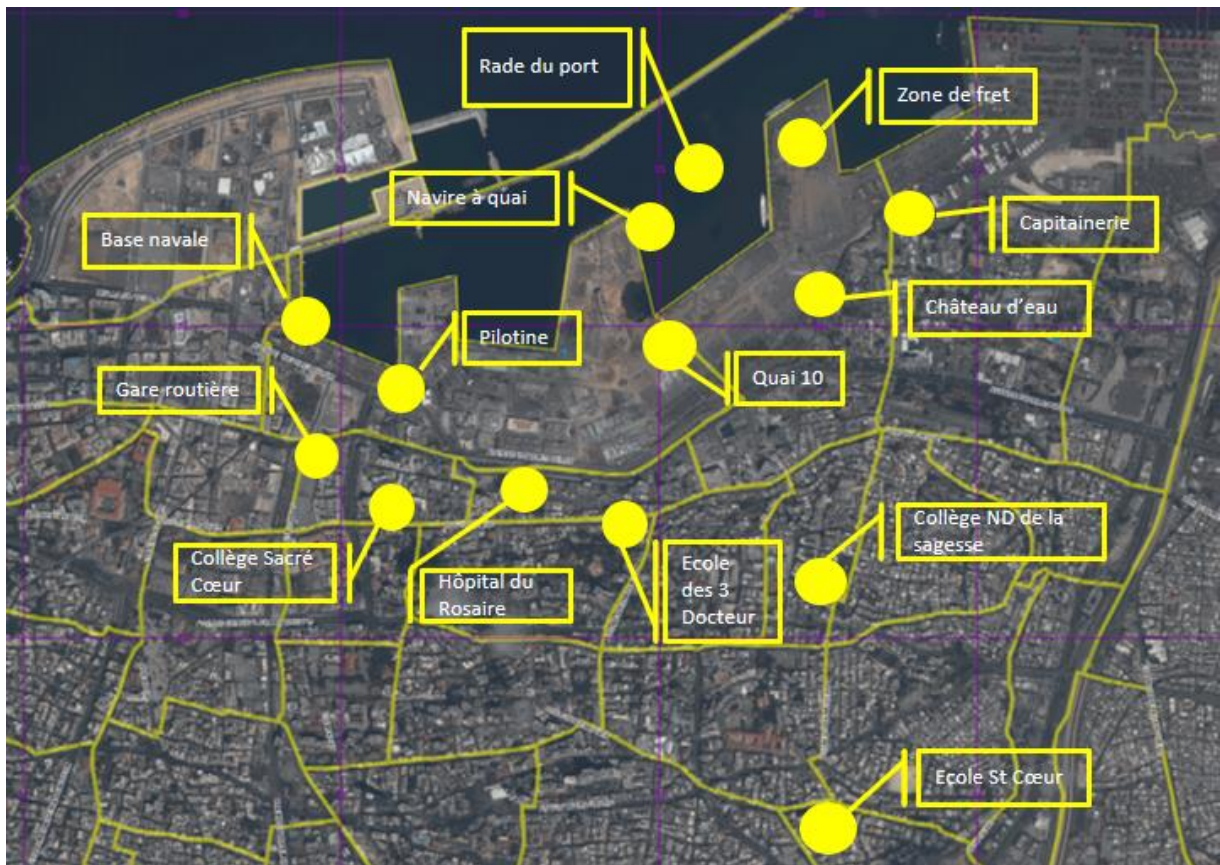 Rade du port
Zone de fret
Navire à quai
Base navale
Capitainerie
Château d'eau
Pilotine
Gare routière
Quai 10
Collège Sacré
Cœur
Hôpital du
Rosaire
Ecole
des 3
Docteur
Collège ND de la
sagesse
Ecole St Cœur